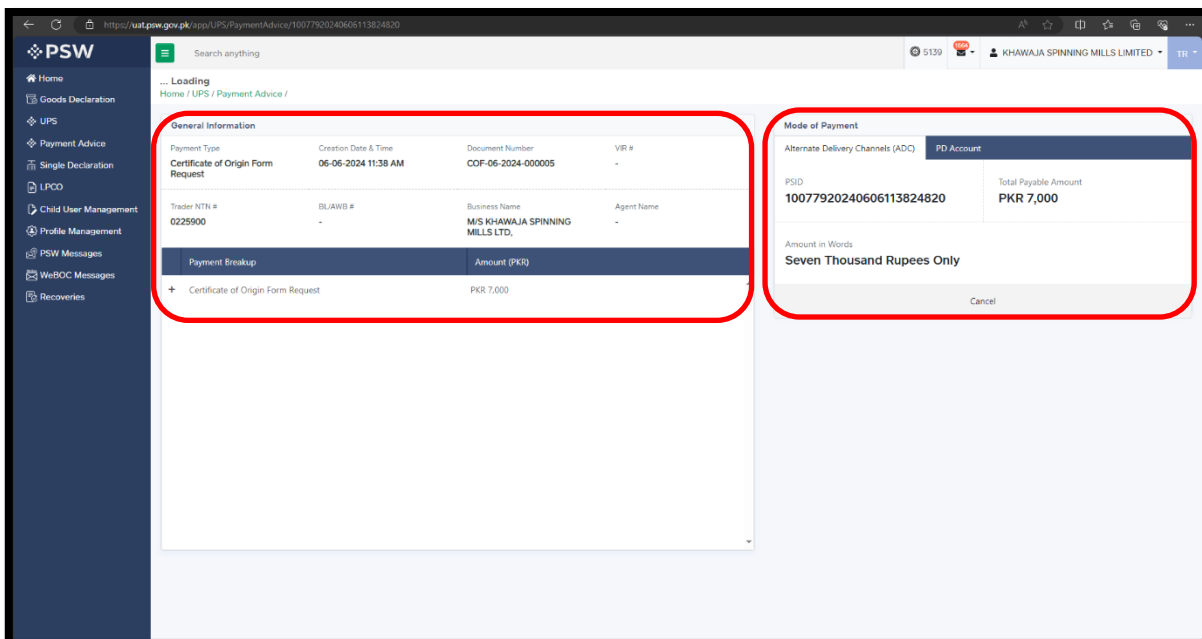 https://uat.psw.gov.pk/app/UPS/PaymentAdvice/10077920240606113824820
PSW
Search anything
5139
1664
KHAWAJA SPINNING MILLS LIMITED
TR
Home
Goods Declaration
UPS
Payment Advice
Single Declaration
LPCO
Child User Management
Profile Management
PSW Messages
WeBOC Messages
Recoveries
... Loading
Home / UPS / Payment Advice /
General Information
Payment Type
Creation Date & Time
Document Number
VIR #
Certificate of Origin Form
Request
06-06-2024 11:38 AM
COF-06-2024-000005
-
Trader NTN #
BL/AWB #
Business Name
Agent Name
0225900
-
M/S KHAWAJA SPINNING
MILLS LTD,
-
Payment Breakup
Amount (PKR)
+ Certificate of Origin Form Request
PKR 7,000
Mode of Payment
Alternate Delivery Channels (ADC)
PD Account
PSID
Total Payable Amount
10077920240606113824820
PKR 7,000
Amount in Words
Seven Thousand Rupees Only
Cancel